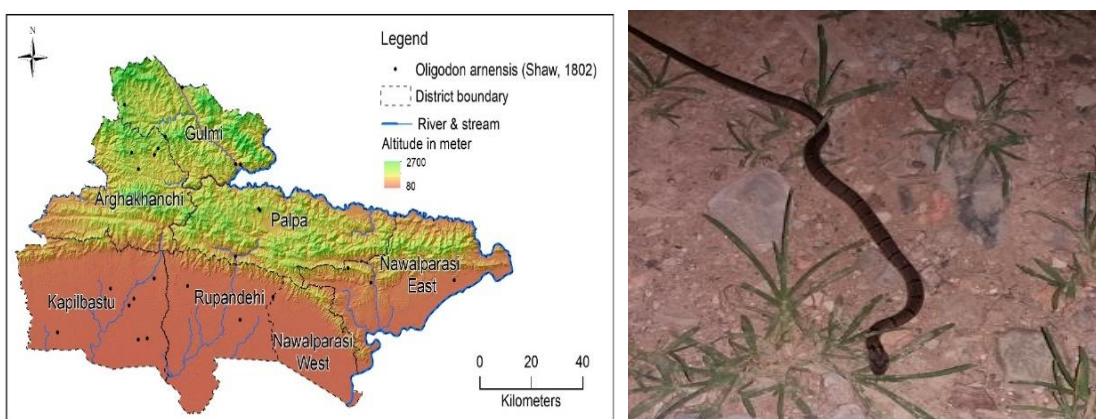 N
Legend
Oligodon arnensis (Shaw, 1802)
District boundary
River & stream
Altitude in meter
2700
80
Gulmi
Arghakhanchi
Palpa
Nawalparasi
East
Kapilbastu
Rupandehi
Nawalparasi
West
0 20 40
Kilometers